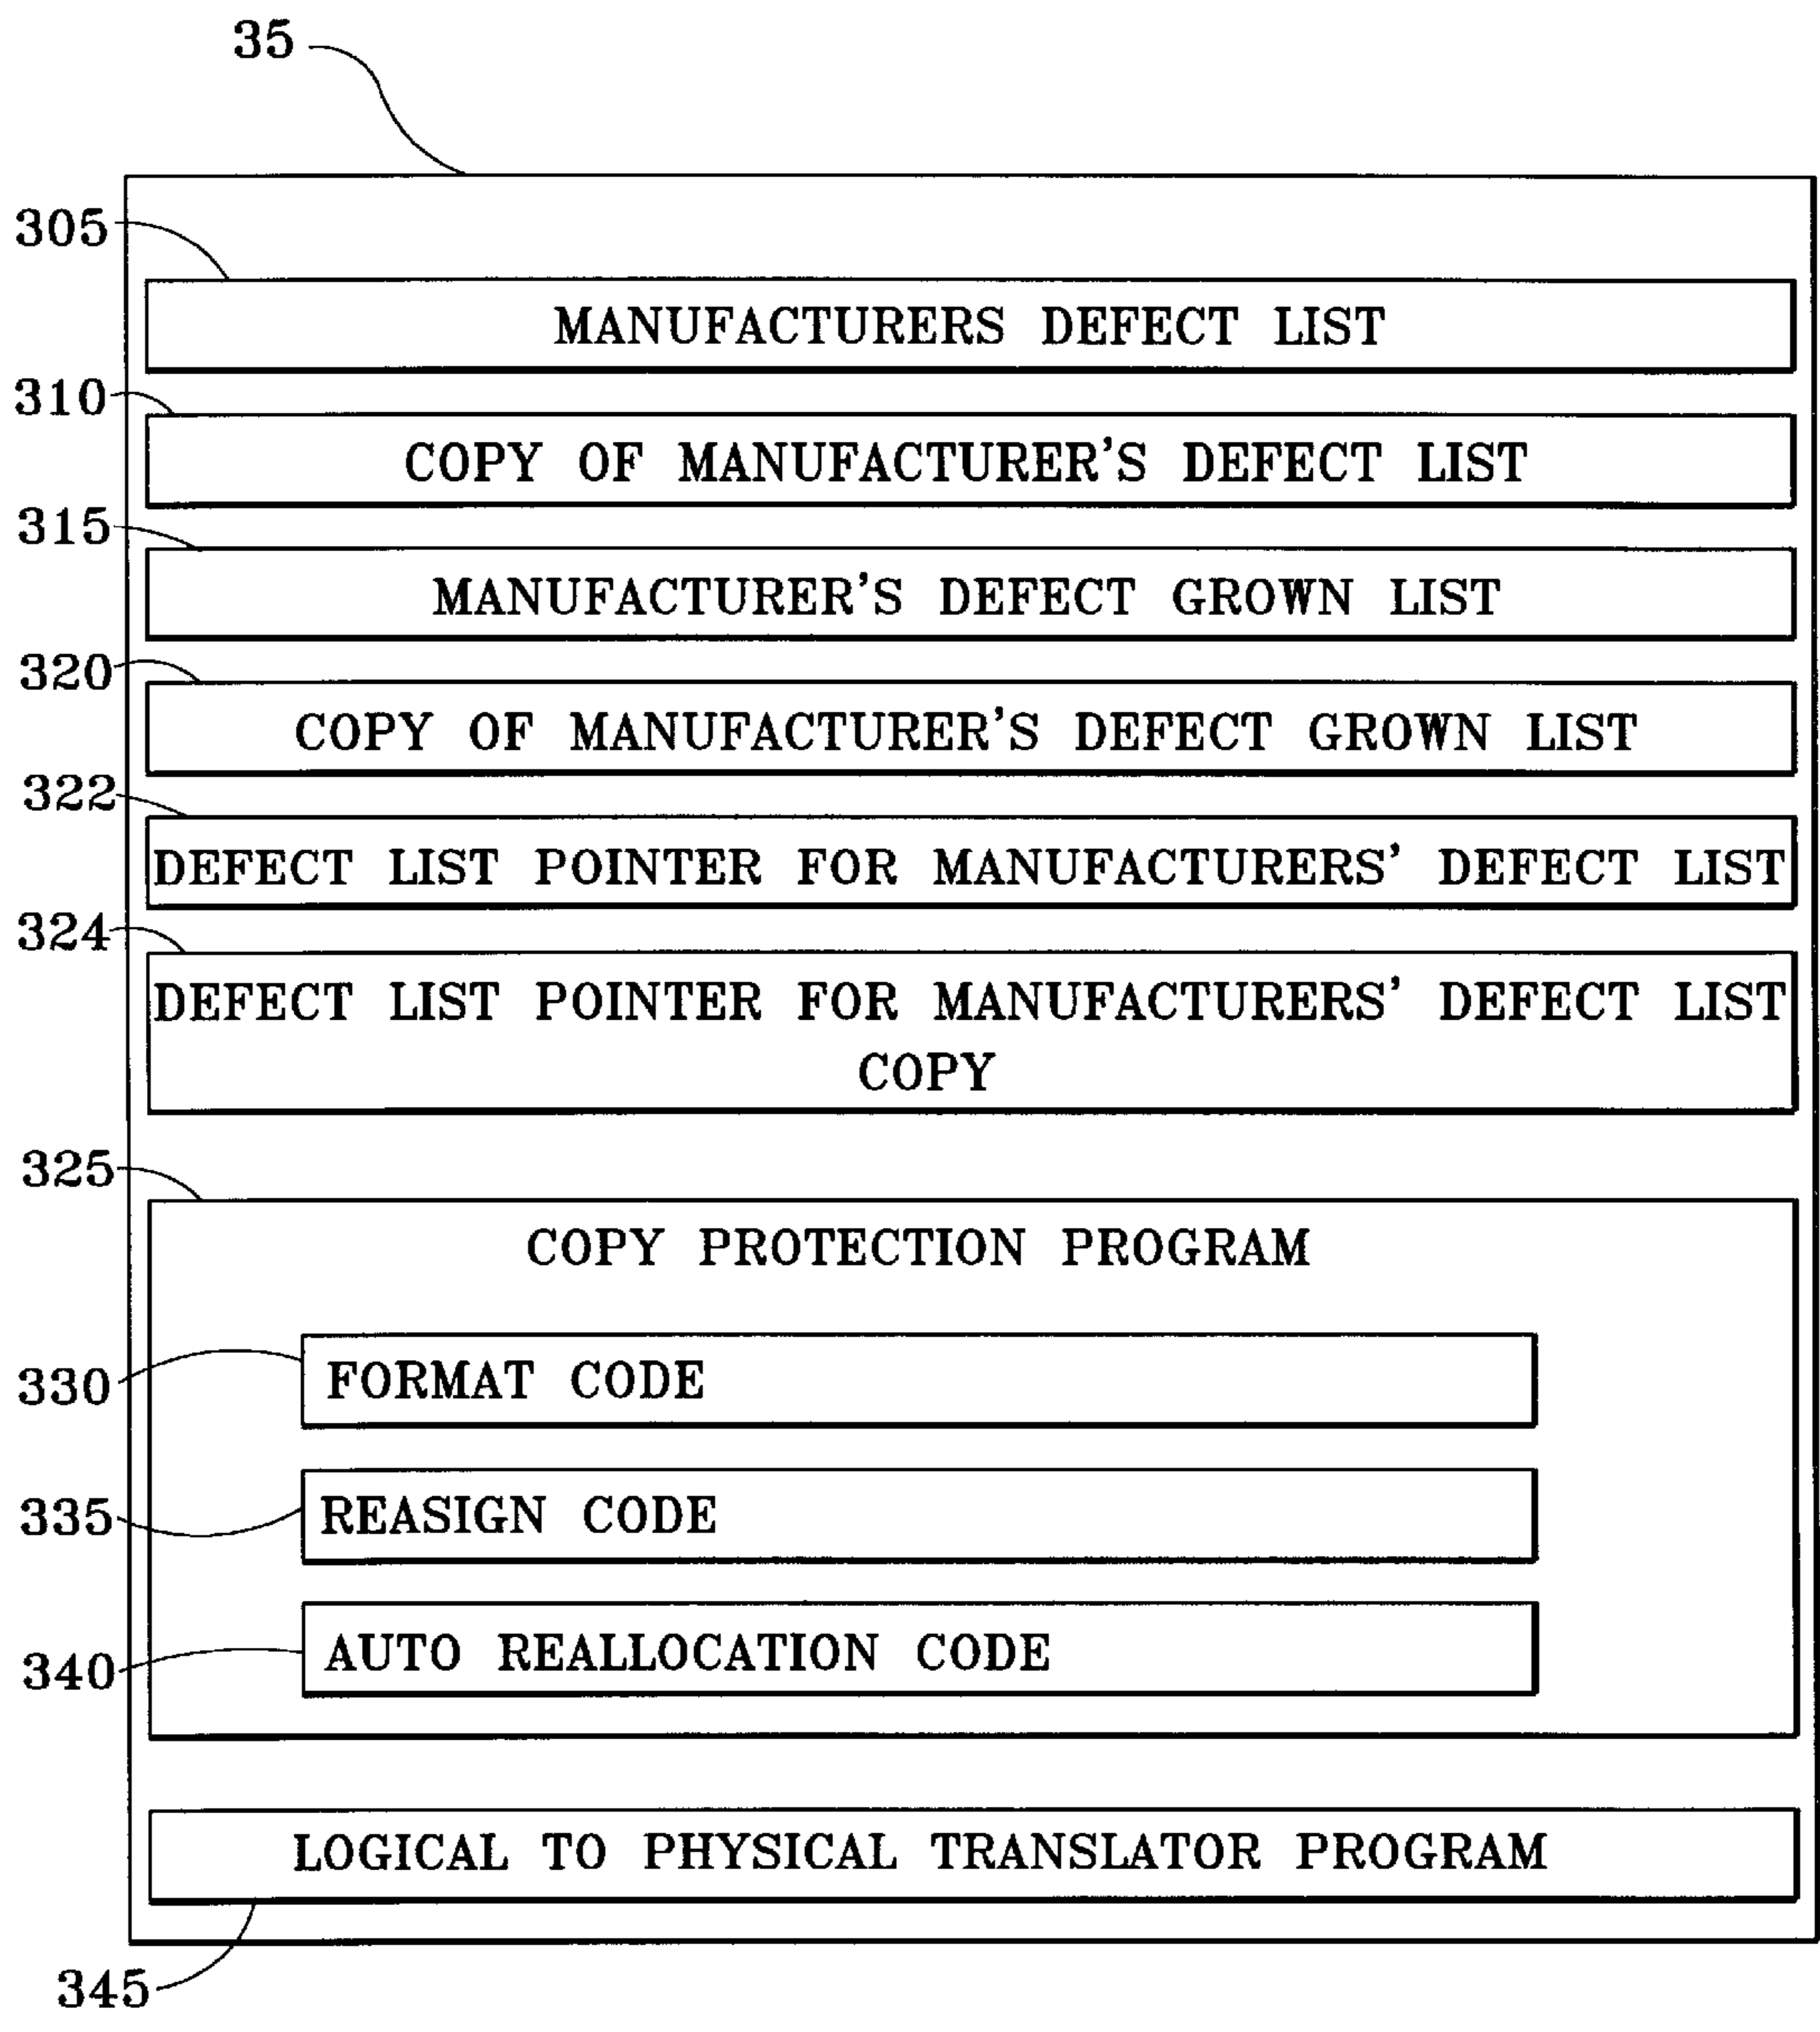 35
305
MANUFACTURERS DEFECT LIST
310
COPY OF MANUFACTURER'S DEFECT LIST
315
MANUFACTURER'S DEFECT GROWN LIST
320
COPY OF MANUFACTURER'S DEFECT GROWN LIST
322
DEFECT LIST POINTER FOR MANUFACTURERS' DEFECT LIST
324
DEFECT LIST POINTER FOR MANUFACTURERS' DEFECT LIST
COPY
325
COPY PROTECTION PROGRAM
330
FORMAT CODE
335
REASIGN CODE
340
AUTO REALLOCATION CODE
LOGICAL TO PHYSICAL TRANSLATOR PROGRAM
345